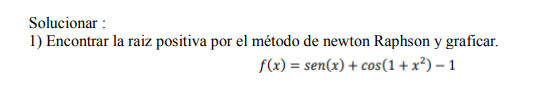 Solucionar :
1) Encontrar la raiz positiva por el método de newton Raphson y graficar.
f(x) = sen(x) + cos(1 + x²) − 1